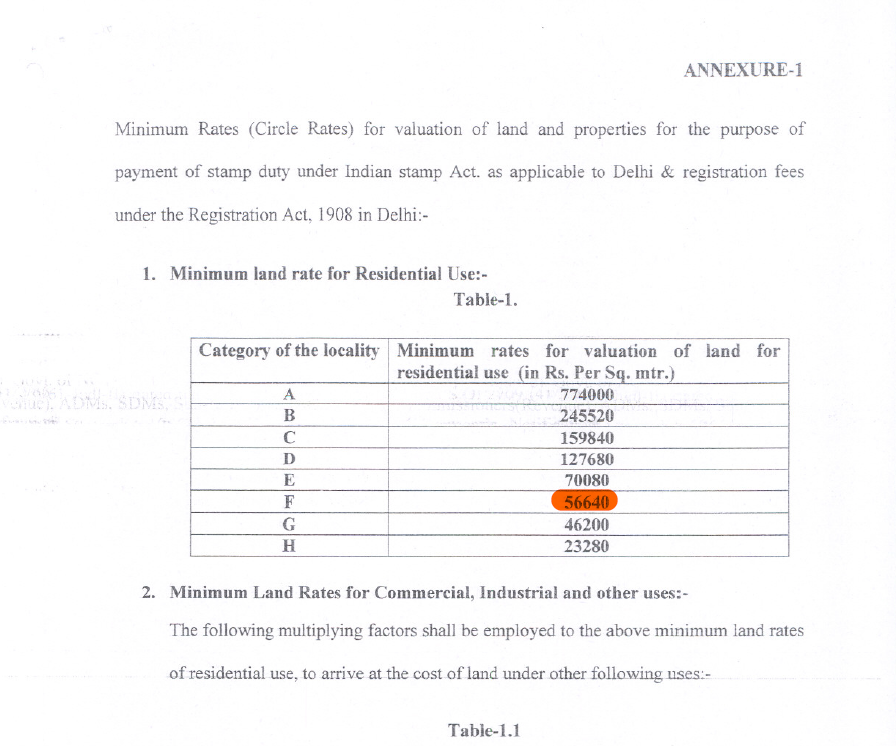 ANNEXURE-1
Minimum Rates (Circle Rates) for valuation of land and properties for the purpose of
payment of stamp duty under Indian stamp Act. as applicable to Delhi & registration fees
under the Registration Act, 1908 in Delhi:-
1. Minimum land rate for Residential Use:-
Table-1.
Category of the locality Minimum rates for valuation of land for
residential use (in Rs. Per Sq. mtr.)
A 774000
B 245520
C 159840
D 127680
E 70080
F 56640
G 46200
H 23280
2. Minimum Land Rates for Commercial, Industrial and other uses:-
The following multiplying factors shall be employed to the above minimum land rates
of residential use, to arrive at the cost of land under other following uses:-
Table-1.1